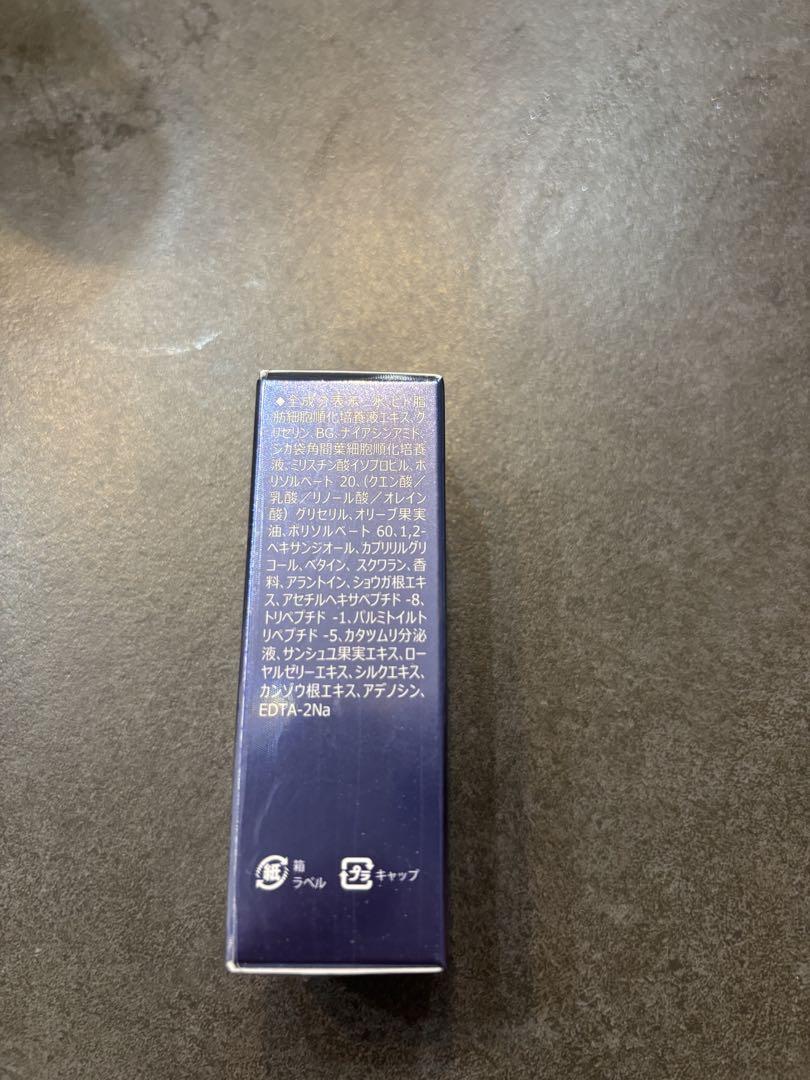 ◆全成分表示 水、ヒト脂
肪細胞順化培養液エキス、グ
リセリン、BG、ナイアシンアミド、
シカ袋角間葉細胞順化培養
液、ミリスチン酸イソプロピル、ポ
リソルベート 20、(クエン酸／
乳酸／リノール酸／オレイン
酸）グリセリル、オリーブ果実
油、ポリソルベート 60、1,2-
ヘキサンジオール、カプリリルグリ
コール、ベタイン、スクワラン、香
料、アラントイン、ショウガ根エキ
ス、アセチルヘキサペプチド -8、
トリペプチド -1、パルミトイルト
リペプチド -5、カタツムリ分泌
液、サンシュユ果実エキス、ロー
ヤルゼリーエキス、シルクエキス、
カンゾウ根エキス、アデノシン、
EDTA-2Na
紙 箱
ラベル
プラ キャップ